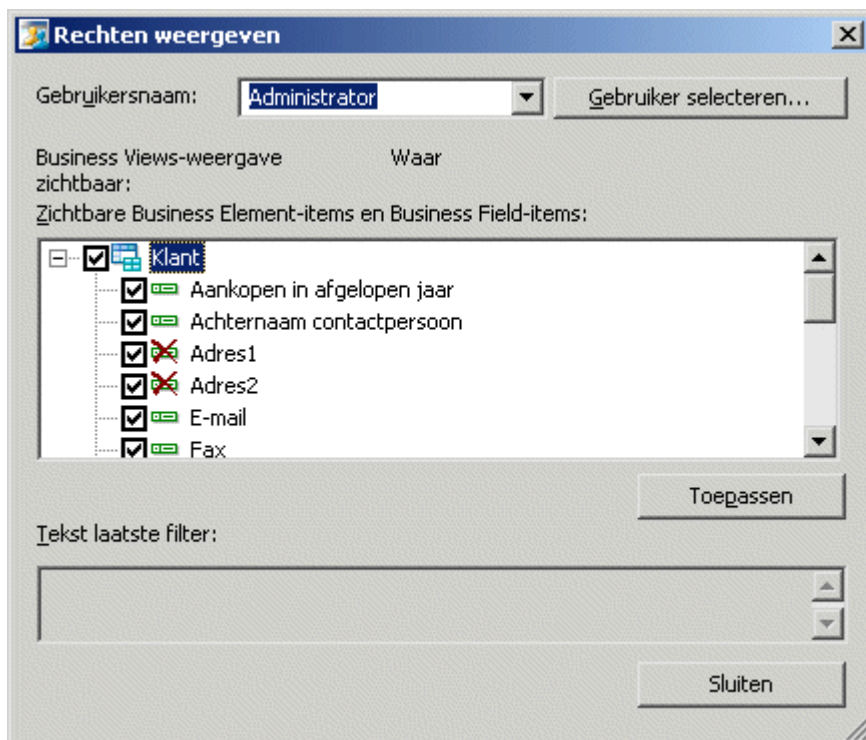 Rechten weergeven
Gebruikersnaam: Administrator Gebruiker selecteren...
Business Views-weergave Waar
zichtbaar:
Zichtbare Business Element-items en Business Field-items:
Klant
Aankopen in afgelopen jaar
Achternaam contactpersoon
Adres1
Adres2
E-mail
Fax
Toepassen
Tekst laatste filter:
Sluiten